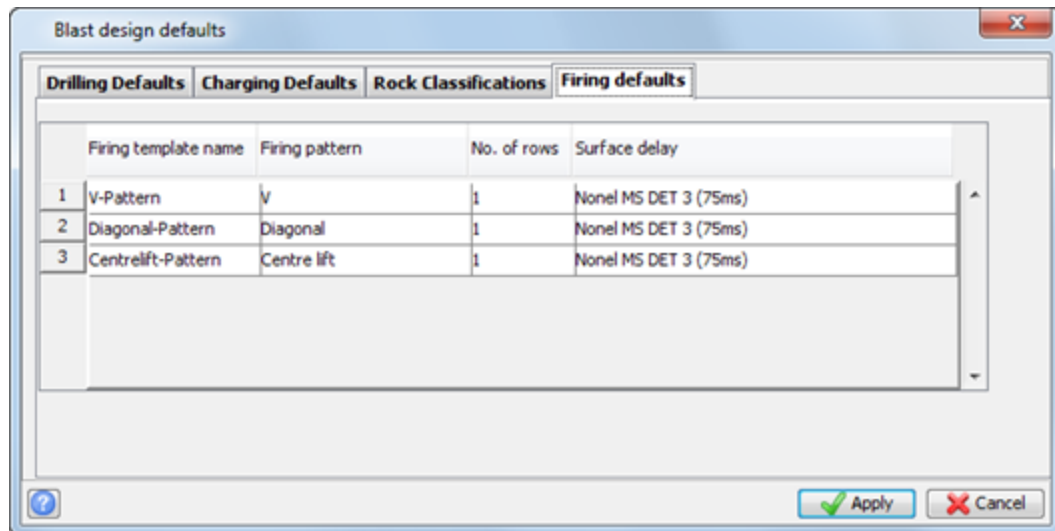 Blast design defaults
Drilling Defaults Charging Defaults Rock Classifications Firing defaults
Firing template name Firing pattern No. of rows Surface delay
1 V-Pattern V 1 Nonel MS DET 3 (75ms)
2 Diagonal-Pattern Diagonal 1 Nonel MS DET 3 (75ms)
3 Centrelift-Pattern Centre lift 1 Nonel MS DET 3 (75ms)
Apply Cancel